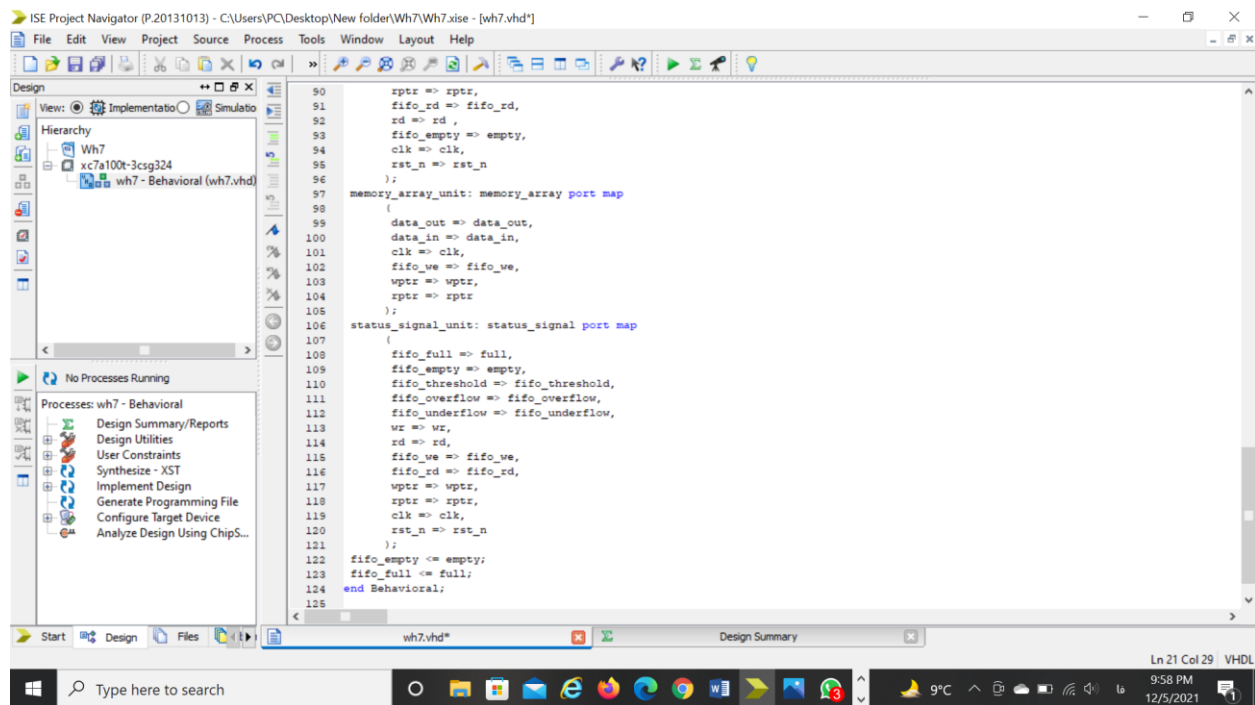 ISE Project Navigator (P.20131013) - C:\Users\PC\Desktop\New folder\Wh7\Wh7.xise - [wh7.vhd*]
File Edit View Project Source Process Tools Window Layout Help
Design
View: Implementatio Simulatio
Hierarchy
Wh7
xc7a100t-3csg324
wh7 - Behavioral (wh7.vhd)
No Processes Running
Processes: wh7 - Behavioral
Design Summary/Reports
Design Utilities
User Constraints
Synthesize - XST
Implement Design
Generate Programming File
Configure Target Device
Analyze Design Using ChipS...
Start Design Files
90 rptr => rptr,
91 fifo_rd => fifo_rd,
92 rd => rd ,
93 fifo_empty => empty,
94 clk => clk,
95 rst_n => rst_n
96 );
97 memory_array_unit: memory_array port map
98 (
99 data_out => data_out,
100 data_in => data_in,
101 clk => clk,
102 fifo_we => fifo_we,
103 wptr => wptr,
104 rptr => rptr
105 );
106 status_signal_unit: status_signal port map
107 (
108 fifo_full => full,
109 fifo_empty => empty,
110 fifo_threshold => fifo_threshold,
111 fifo_overflow => fifo_overflow,
112 fifo_underflow => fifo_underflow,
113 wr => wr,
114 rd => rd,
115 fifo_we => fifo_we,
116 fifo_rd => fifo_rd,
117 wptr => wptr,
118 rptr => rptr,
119 clk => clk,
120 rst_n => rst_n
121 );
122 fifo_empty <= empty;
123 fifo_full <= full;
124 end Behavioral;
125
wh7.vhd* Design Summary
Ln 21 Col 29 VHDL
Type here to search
3
9°C
فا
9:58 PM
12/5/2021
1